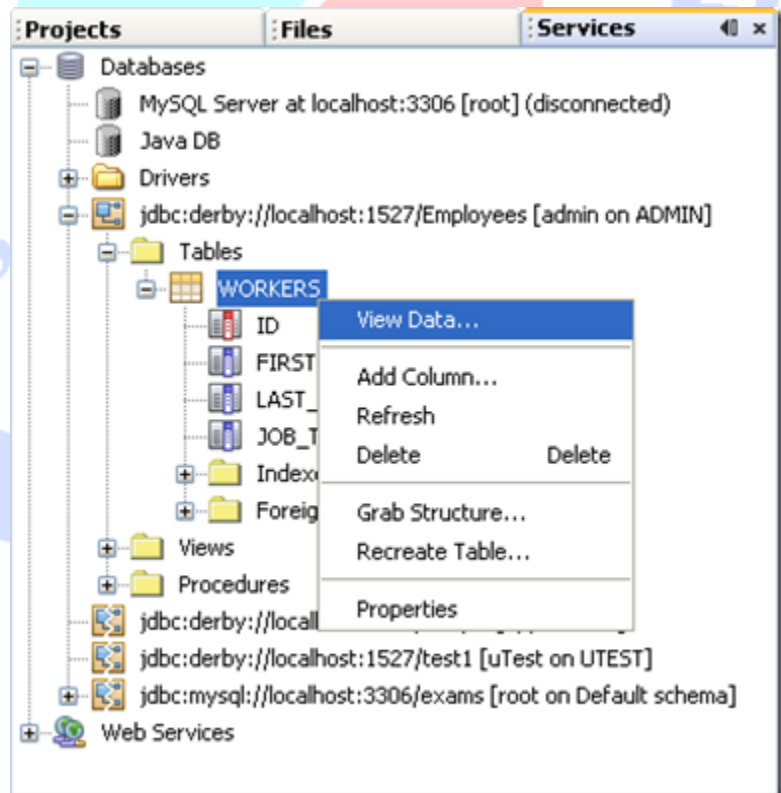 Projects Files Services
Databases
MySQL Server at localhost:3306 [root] (disconnected)
Java DB
Drivers
jdbc:derby://localhost:1527/Employees [admin on ADMIN]
Tables
WORKERS
ID
FIRST
LAST_
JOB_T
Indexe
Foreig
Views
Procedures
jdbc:derby://local
jdbc:derby://localhost:1527/test1 [uTest on UTEST]
jdbc:mysql://localhost:3306/exams [root on Default schema]
Web Services
View Data...
Add Column...
Refresh
Delete Delete
Grab Structure...
Recreate Table...
Properties